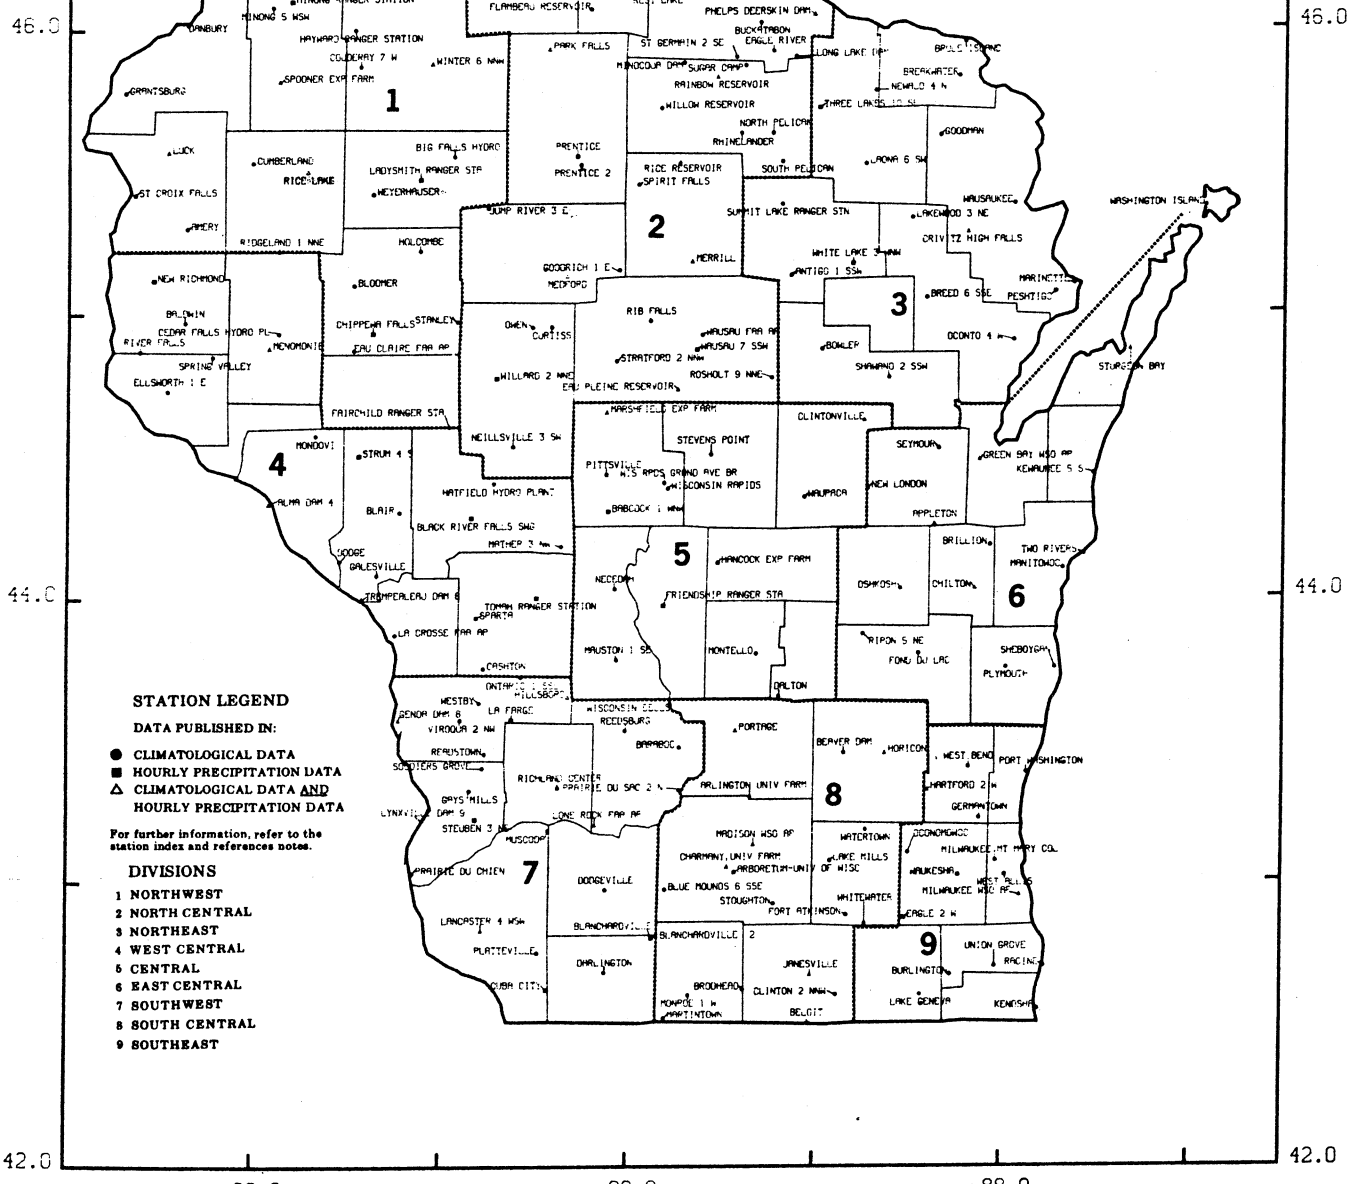 MINONG RANGER STATION
FLAMBEAU RESERVOIR
REST LAKE
PHELPS DEERSKIN DAM
MINONG 5 WSW
46.0
46.0
DANBURY
BUCKATABON
HAYWARD RANGER STATION
PARK FALLS
ST GERMAIN 2 SE
EAGLE RIVER
LONG LAKE DAM
BRULE ISLAND
COUDERAY 7 W
WINTER 6 NNW
MINOCQUA DAM
SUGAR CAMP
SPOONER EXP FARM
RAINBOW RESERVOIR
BREAKWATER
NEWALD 4 N
GRANTSBURG
1
WILLOW RESERVOIR
THREE LAKES 10 SE
NORTH PELICAN
GOODMAN
RHINELANDER
LUCK
BIG FALLS HYDRO
PRENTICE
CUMBERLAND
LADYSMITH RANGER STA
PRENTICE 2
RICE RESERVOIR
SOUTH PELICAN
LAONA 6 SW
RICE LAKE
SPIRIT FALLS
ST CROIX FALLS
WEYERHAUSER
WAUSAUKEE
WASHINGTON ISLAND
JUMP RIVER 3 E
SUMMIT LAKE RANGER STN
LAKEWOOD 3 NE
AMERY
2
RIDGELAND 1 NNE
HOLCOMBE
CRIVITZ HIGH FALLS
WHITE LAKE 3 WNW
MERRILL
GOODRICH 1 E
ANTIGO 1 SSW
NEW RICHMOND
BLOOMER
MEDFORD
MARINETTE
BREED 6 SSE
PESHTIGO
3
BALDWIN
RIB FALLS
CHIPPEWA FALLS
STANLEY
OWEN
CEDAR FALLS HYDRO PL
CURTISS
WAUSAU FAA AP
OCONTO 4 W
RIVER FALLS
MENOMONIE
EAU CLAIRE FAA AP
WAUSAU 7 SSW
BOWLER
STRATFORD 2 NNW
SPRING VALLEY
SHAWANO 2 SSW
STURGEON BAY
ELLSWORTH 1 E
WILLARD 2 NNE
ROSHOLT 9 NNE
EAU PLEINE RESERVOIR
FAIRCHILD RANGER STA
MARSHFIELD EXP FARM
CLINTONVILLE
MONDOVI
NEILLSVILLE 3 SW
STEVENS POINT
SEYMOUR
STRUM 4 S
GREEN BAY WSO AP
4
PITTSVILLE
WIS RPDS GRAND AVE BR
KEWAUNEE 5 S
WISCONSIN RAPIDS
NEW LONDON
HATFIELD HYDRO PLANT
WAUPACA
ALMA DAM 4
BLAIR
BABCOCK 1 WNW
APPLETON
BLACK RIVER FALLS SWG
MATHER 3 NW
BRILLION
TWO RIVERS
DODGE
5
HANCOCK EXP FARM
MANITOWOC
GALESVILLE
NECEDAH
OSHKOSH
CHILTON
44.0
44.0
TREMPEALEAU DAM 6
FRIENDSHIP RANGER STA
6
TOMAH RANGER STATION
SPARTA
LA CROSSE FAA AP
RIPON 5 NE
MAUSTON 1 SE
MONTELLO
FOND DU LAC
SHEBOYGAN
CASHTON
PLYMOUTH
ONTARIO
DALTON
HILLSBORO
STATION LEGEND
WESTBY
WISCONSIN DELLS
GENOA DAM 8
LA FARGE
REEDSBURG
DATA PUBLISHED IN:
VIROQUA 2 NW
PORTAGE
BARABOO
BEAVER DAM
HORICON
● CLIMATOLOGICAL DATA
READSTOWN
WEST BEND
PORT WASHINGTON
■ HOURLY PRECIPITATION DATA
SOLDIERS GROVE
RICHLAND CENTER
△ CLIMATOLOGICAL DATA AND
PRAIRIE DU SAC 2 N
ARLINGTON UNIV FARM
HARTFORD 2 W
8
HOURLY PRECIPITATION DATA
GAYS MILLS
GERMANTOWN
LYNXVILLE DAM 9
LONE ROCK FAA AP
STEUBEN 3
For further information, refer to the
MUSCODA
MADISON WSO AP
WATERTOWN
OCONOMOWOC
station index and references notes.
MILWAUKEE MT MARY COL
CHARMANY UNIV FARM
LAKE MILLS
DIVISIONS
PRAIRIE DU CHIEN
7
ARBORETUM-UNIV OF WISC
WAUKESHA
DODGEVILLE
WEST ALLIS
1 NORTHWEST
BLUE MOUNDS 6 SSE
MILWAUKEE WSO AP
STOUGHTON
WHITEWATER
2 NORTH CENTRAL
FORT ATKINSON
EAGLE 2 W
LANCASTER 4 WSW
3 NORTHEAST
BLANCHARDVILLE
BLANCHARDVILLE 2
4 WEST CENTRAL
9
UNION GROVE
PLATTEVILLE
5 CENTRAL
DARLINGTON
JANESVILLE
BURLINGTON
RACINE
6 EAST CENTRAL
CUBA CITY
BRODHEAD
CLINTON 2 NNW
7 SOUTHWEST
MONROE 1 W
LAKE GENEVA
KENOSHA
MARTINTOWN
BELOIT
8 SOUTH CENTRAL
9 SOUTHEAST
42.0
42.0